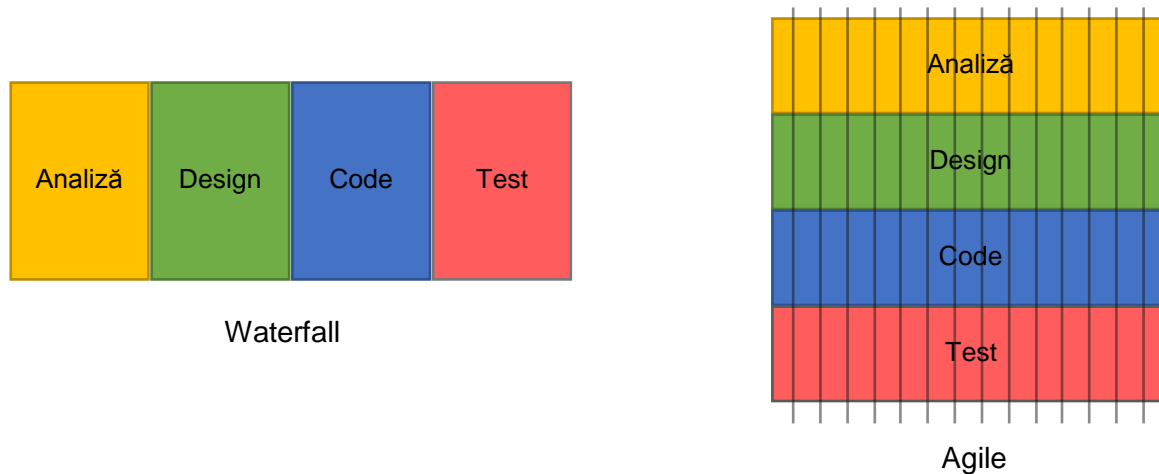 Analiză
Design
Code
Test
Waterfall
Analiză
Design
Code
Test
Agile